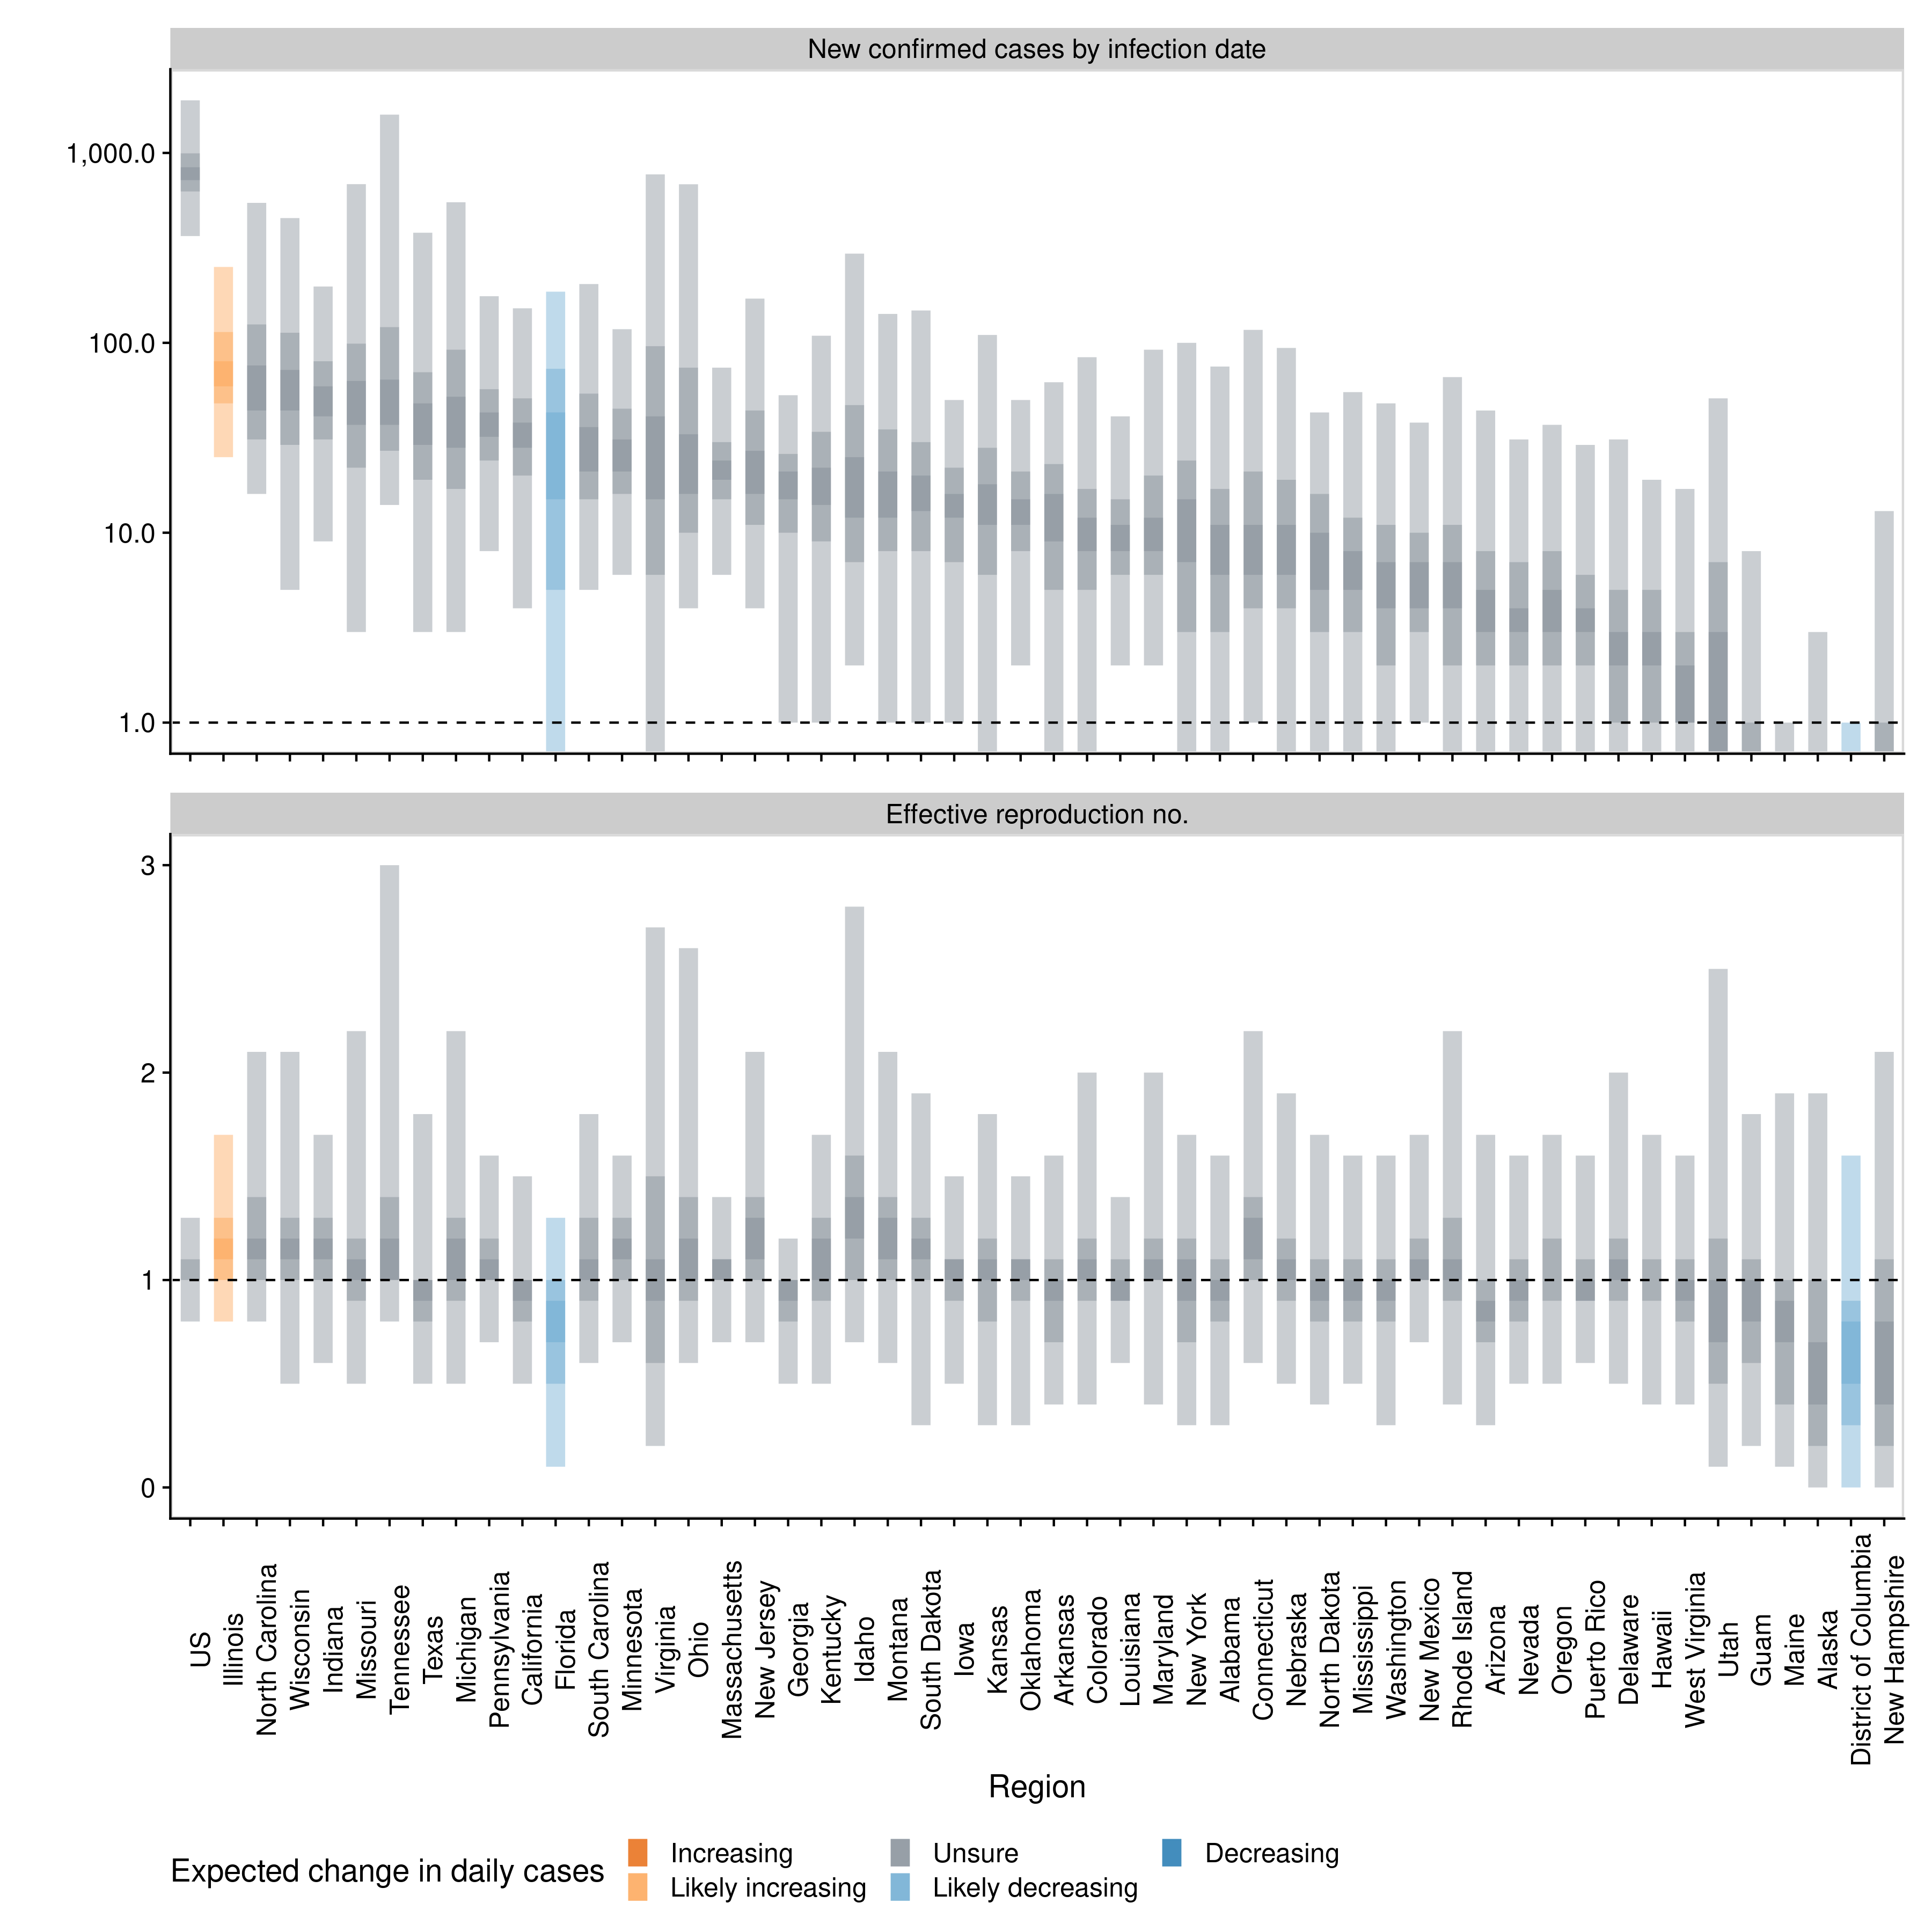 New confirmed cases by infection date
1,000.0
100.0
10.0
1.0
Effective reproduction no.
3
2
1
0
US
Illinois
North Carolina
Wisconsin
Indiana
Missouri
Tennessee
Texas
Michigan
Pennsylvania
California
Florida
South Carolina
Minnesota
Virginia
Ohio
Massachusetts
New Jersey
Georgia
Kentucky
Idaho
Montana
South Dakota
Iowa
Kansas
Oklahoma
Arkansas
Colorado
Louisiana
Maryland
New York
Alabama
Connecticut
Nebraska
North Dakota
Mississippi
Washington
New Mexico
Rhode Island
Arizona
Nevada
Oregon
Puerto Rico
Delaware
Hawaii
West Virginia
Utah
Guam
Maine
Alaska
District of Columbia
New Hampshire
Region
Expected change in daily cases
Increasing
Likely increasing
Unsure
Likely decreasing
Decreasing